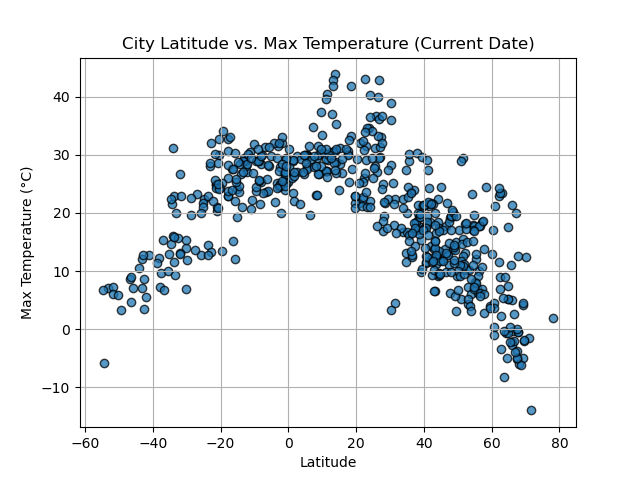 City Latitude vs. Max Temperature (Current Date)
Max Temperature (°C)
40
30
20
10
0
−10
−60 −40 −20 0 20 40 60 80
Latitude